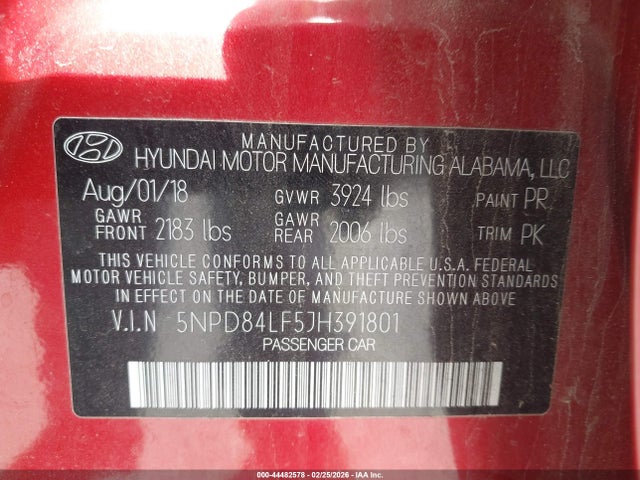 MANUFACTURED BY
HYUNDAI MOTOR MANUFACTURING ALABAMA, LLC
Aug/01/18 GVWR 3924 lbs PAINT PR
GAWR FRONT 2183 lbs GAWR REAR 2006 lbs TRIM PK
THIS VEHICLE CONFORMS TO ALL APPLICABLE U.S.A. FEDERAL
MOTOR VEHICLE SAFETY, BUMPER, AND THEFT PREVENTION STANDARDS
IN EFFECT ON THE DATE OF MANUFACTURE SHOWN ABOVE.
V.I.N 5NPD84LF5JH391801
PASSENGER CAR
000-44482578 - 02/25/2026 - IAAI, Inc.